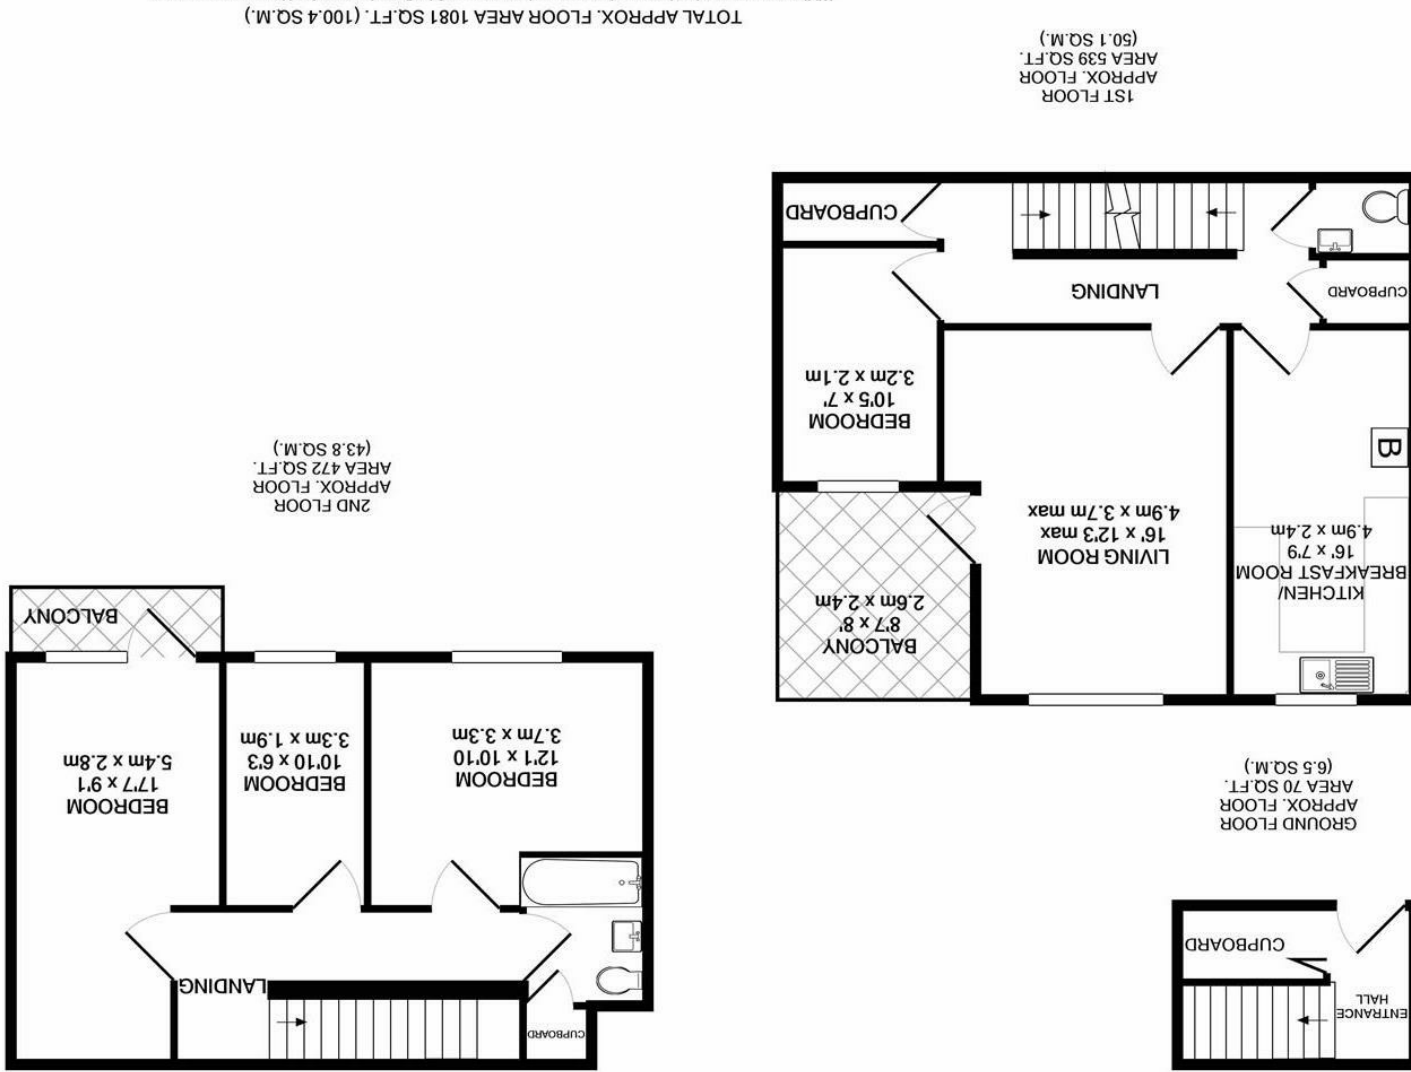 ENTRANCE
HALL
CUPBOARD
GROUND FLOOR
APPROX. FLOOR
AREA 70 SQ.FT.
(6.5 SQ.M.)
KITCHEN/
BREAKFAST ROOM
16' x 7'9
4.9m x 2.4m
B
LIVING ROOM
16' x 12'3 max
4.9m x 3.7m max
BALCONY
8'7 x 8'
2.6m x 2.4m
BEDROOM
10'5 x 7'
3.2m x 2.1m
CUPBOARD
LANDING
CUPBOARD
1ST FLOOR
APPROX. FLOOR
AREA 539 SQ.FT.
(50.1 SQ.M.)
CUPBOARD
LANDING
BEDROOM
12'1 x 10'10
3.7m x 3.3m
BEDROOM
10'10 x 6'3
3.3m x 1.9m
BEDROOM
17'7 x 9'1
5.4m x 2.8m
BALCONY
2ND FLOOR
APPROX. FLOOR
AREA 472 SQ.FT.
(43.8 SQ.M.)
TOTAL APPROX. FLOOR AREA 1081 SQ.FT. (100.4 SQ.M.)